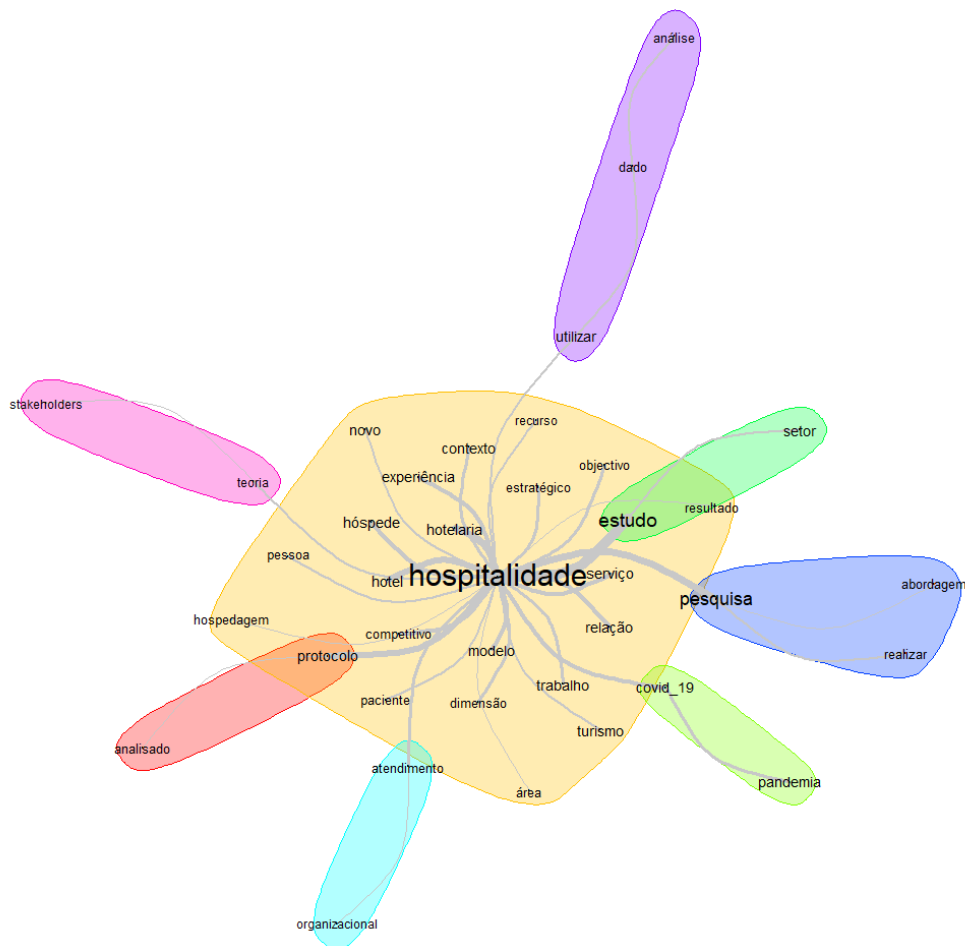 análise
dado
utilizar
stakeholders
recurso
novo
setor
contexto
objectivo
experiência
teoria
estratégico
resultado
hóspede
estudo
hotelaria
pessoa
hospitalidade
serviço
hotel
abordagem
pesquisa
hospedagem
relação
competitivo
modelo
protocolo
realizar
trabalho
covid_19
paciente
dimensão
turismo
analisado
atendimento
pandemia
área
organizacional